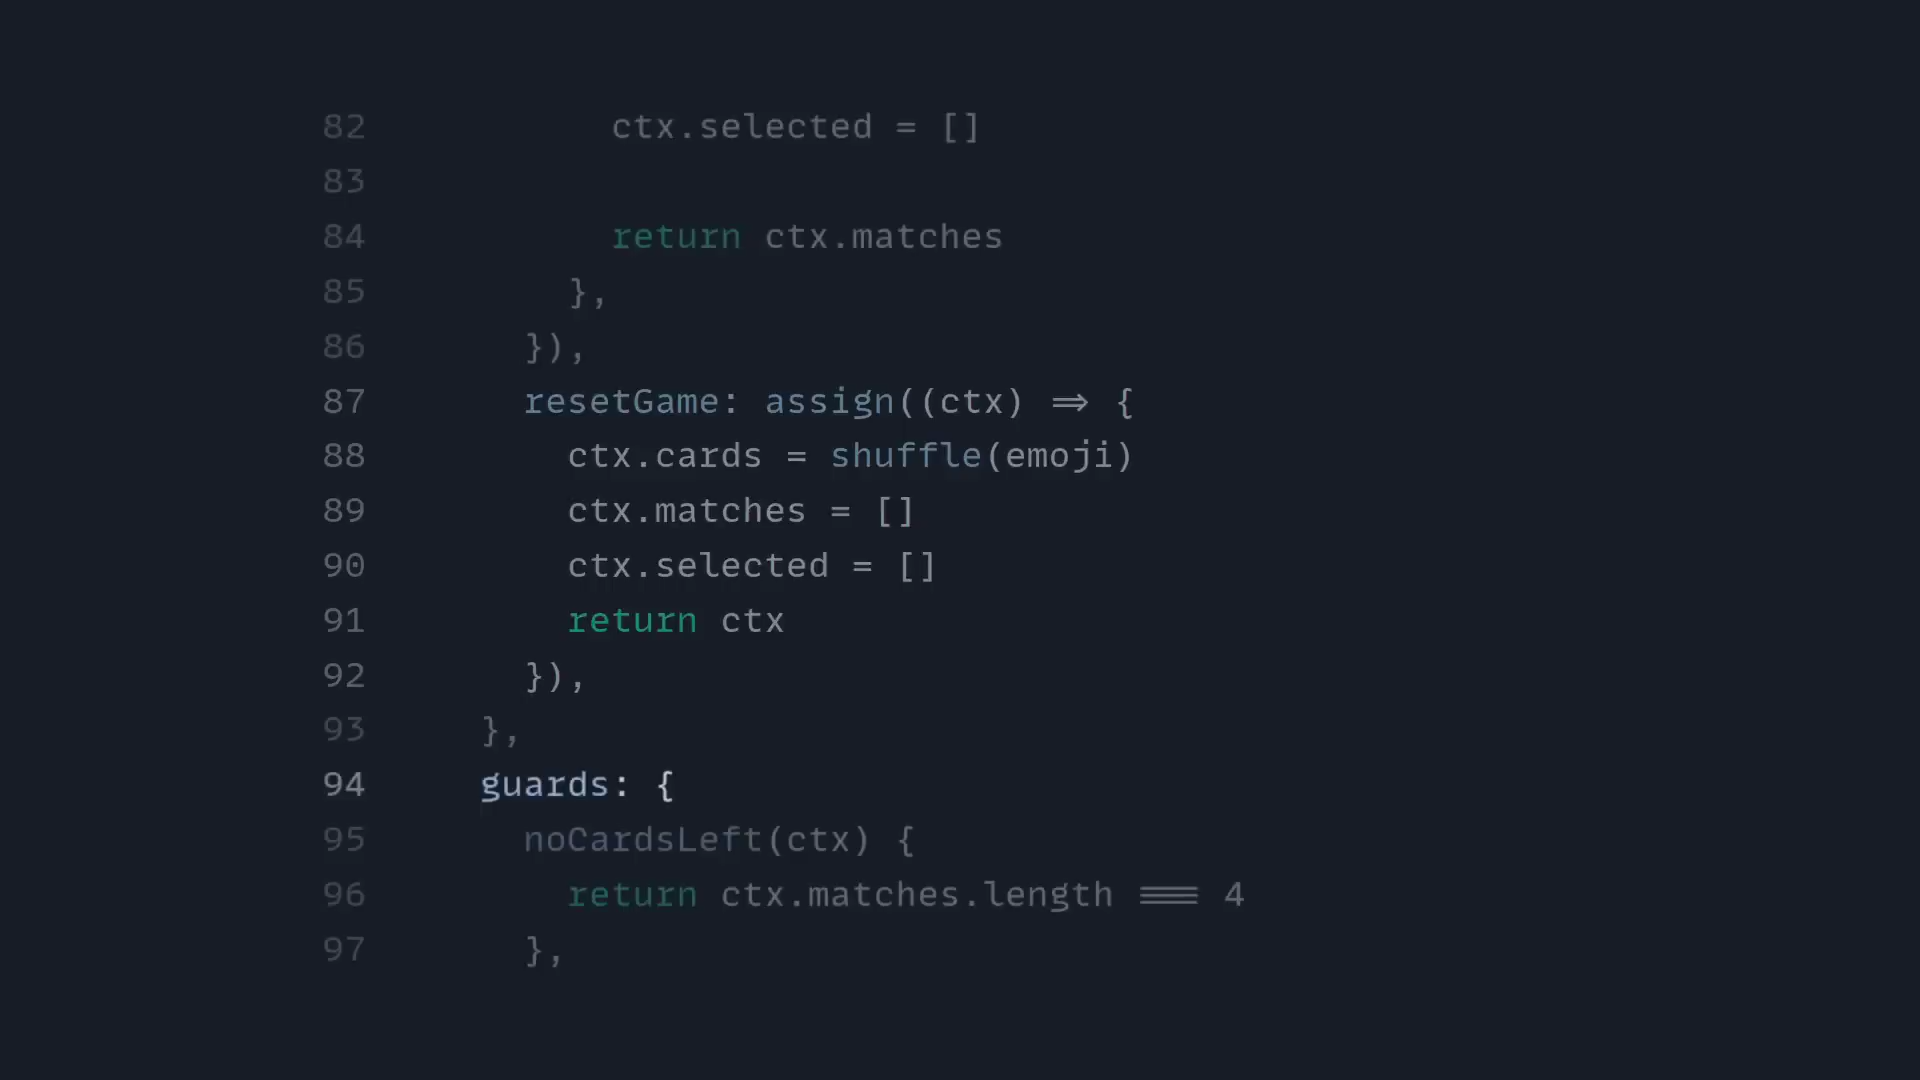 82 ctx.selected = []
83
84 return ctx.matches
85 },
86 }),
87 resetGame: assign((ctx) => {
88 ctx.cards = shuffle(emoji)
89 ctx.matches = []
90 ctx.selected = []
91 return ctx
92 }),
93 },
94 guards: {
95 noCardsLeft(ctx) {
96 return ctx.matches.length === 4
97 },